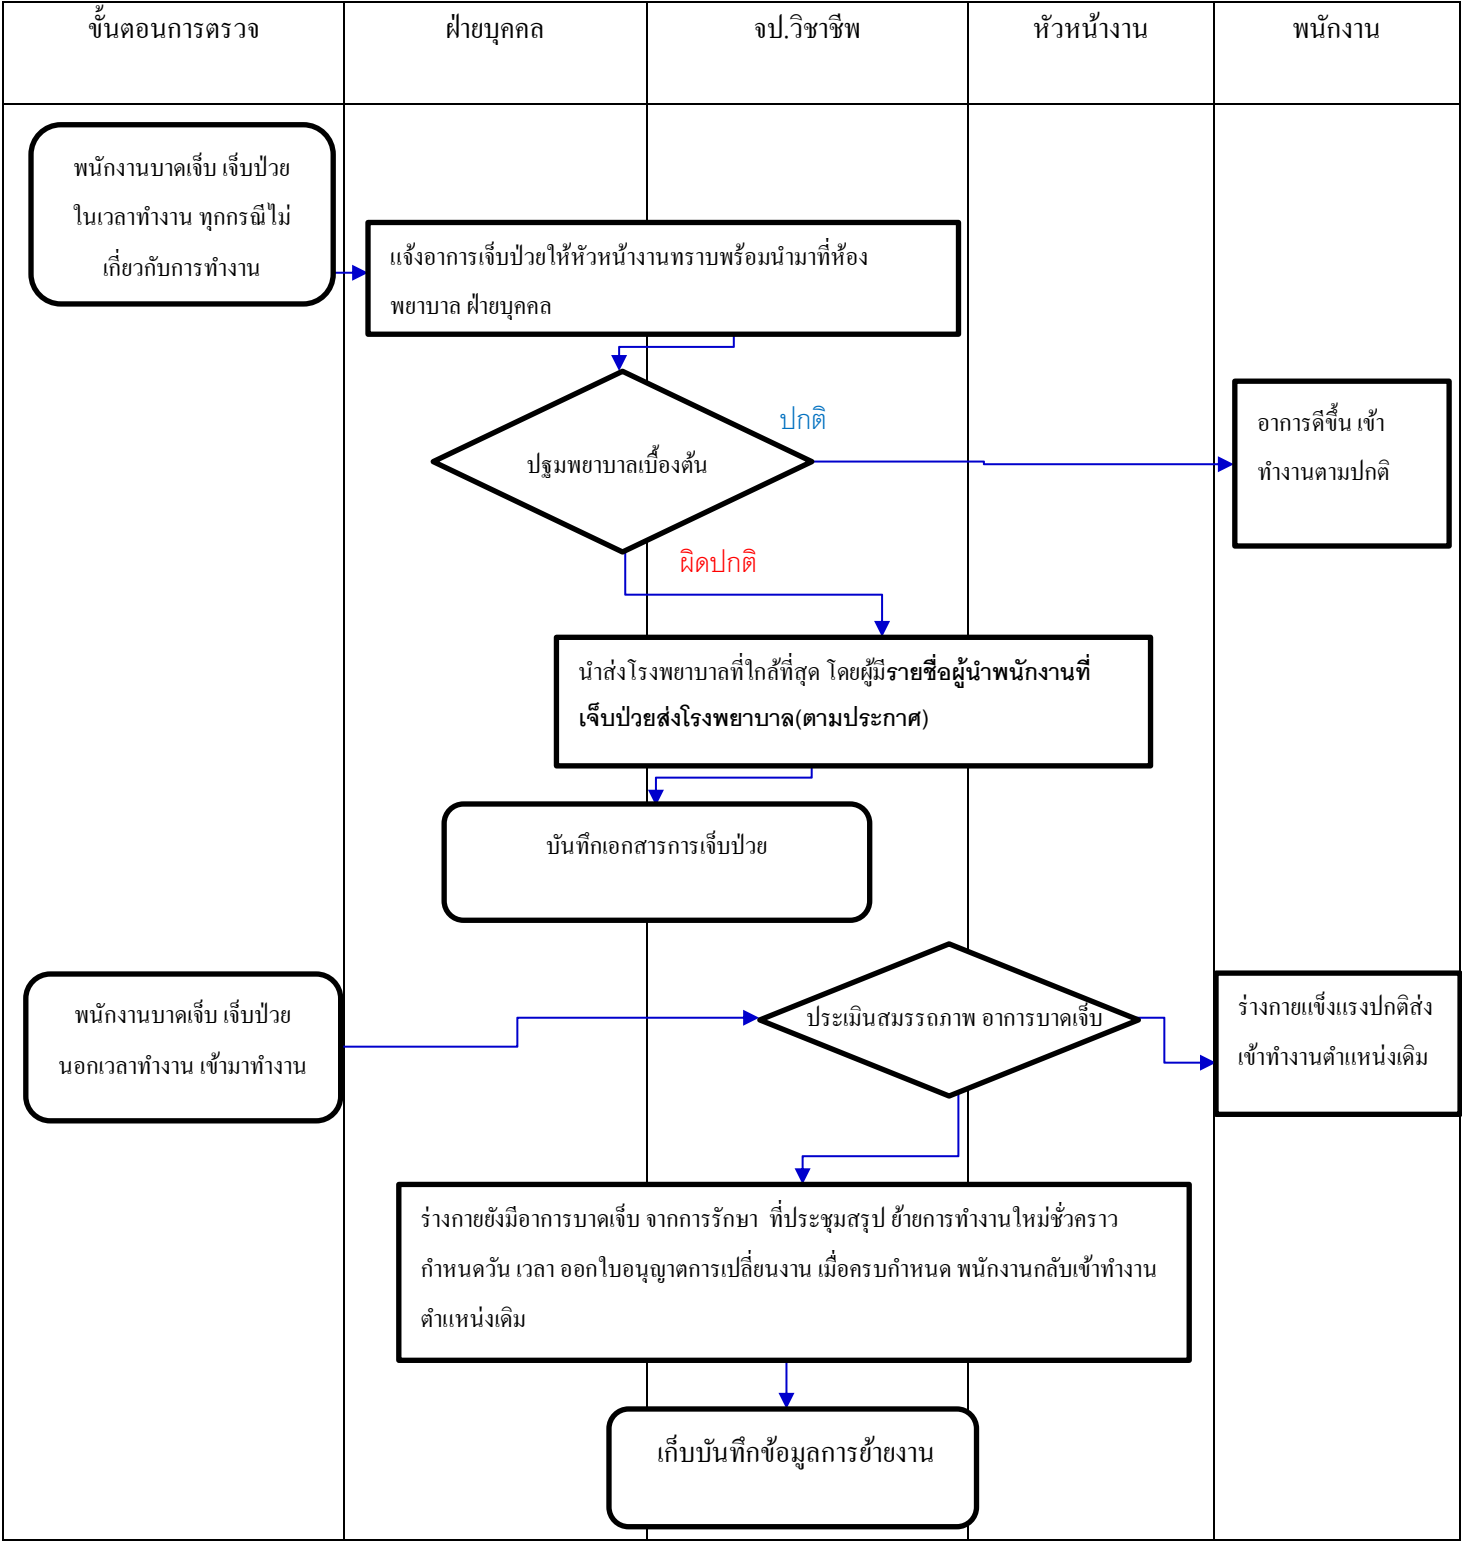 ขั้นตอนการตรวจ
ฝ่ายบุคคล
จป.วิชาชีพ
หัวหน้างาน
พนักงาน
พนักงานบาดเจ็บ เจ็บป่วย
ในเวลาทำงาน ทุกกรณีไม่
เกี่ยวกับการทำงาน
แจ้งอาการเจ็บป่วยให้หัวหน้างานทราบพร้อมนำมาที่ห้อง
พยาบาล ฝ่ายบุคคล
ปฐมพยาบาลเบื้องต้น
ปกติ
อาการดีขึ้น เข้า
ทำงานตามปกติ
ผิดปกติ
นำส่งโรงพยาบาลที่ใกล้ที่สุด โดยผู้มีรายชื่อผู้นำพนักงานที่
เจ็บป่วยส่งโรงพยาบาล(ตามประกาศ)
บันทึกเอกสารการเจ็บป่วย
พนักงานบาดเจ็บ เจ็บป่วย
นอกเวลาทำงาน เข้ามาทำงาน
ประเมินสมรรถภาพ อาการบาดเจ็บ
ร่างกายแข็งแรงปกติส่ง
เข้าทำงานตำแหน่งเดิม
ร่างกายยังมีอาการบาดเจ็บ จากการรักษา ที่ประชุมสรุป ย้ายการทำงานใหม่ชั่วคราว
กำหนดวัน เวลา ออกใบอนุญาตการเปลี่ยนงาน เมื่อครบกำหนด พนักงานกลับเข้าทำงาน
ตำแหน่งเดิม
เก็บบันทึกข้อมูลการย้ายงาน